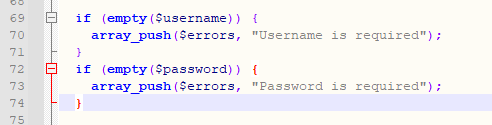 68
69 if (empty($username)) {
70 array_push($errors, "Username is required");
71 }
72 if (empty($password)) {
73 array_push($errors, "Password is required");
74 }